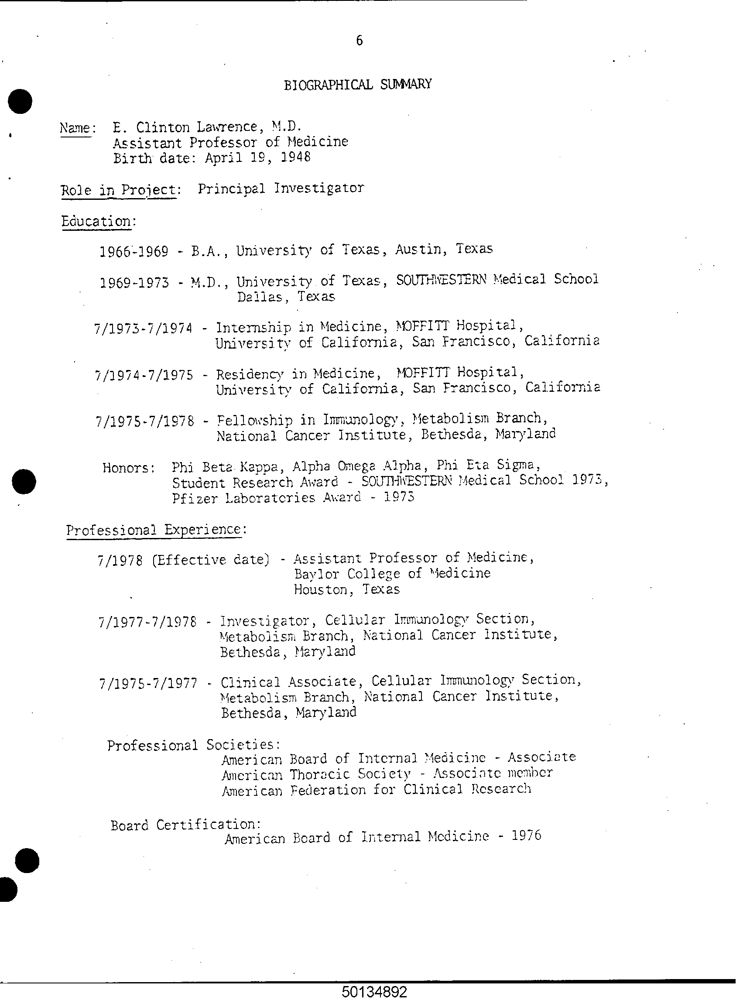 6
BIOGRAPHICAL SUMMARY
Name: E. Clinton Lawrence, M.D.
Assistant Professor of Medicine
Birth date: April 19, 1948
Role in Project: Principal Investigator
Education:
1966-1969 - B.A., University of Texas, Austin, Texas
1969-1973 - M.D., University of Texas, SOUTHWESTERN Medical School
Dallas, Texas
7/1973-7/1974 - Internship in Medicine, MOFFITT Hospital,
University of California, San Francisco, California
7/1974-7/1975 - Residency in Medicine, MOFFITT Hospital,
University of California, San Francisco, California
7/1975-7/1978 - Fellowship in Immunology, Metabolism Branch,
National Cancer Institute, Bethesda, Maryland
Honors: Phi Beta Kappa, Alpha Omega Alpha, Phi Eta Sigma,
Student Research Award - SOUTHWESTERN Medical School 1973,
Pfizer Laboratories Award - 1973
Professional Experience:
7/1978 (Effective date) - Assistant Professor of Medicine,
Baylor College of Medicine
Houston, Texas
7/1977-7/1978 - Investigator, Cellular Immunology Section,
Metabolism Branch, National Cancer Institute,
Bethesda, Maryland
7/1975-7/1977 - Clinical Associate, Cellular Immunology Section,
Metabolism Branch, National Cancer Institute,
Bethesda, Maryland
Professional Societies:
American Board of Internal Medicine - Associate
American Thoracic Society - Associate member
American Federation for Clinical Research
Board Certification:
American Board of Internal Medicine - 1976
50134892